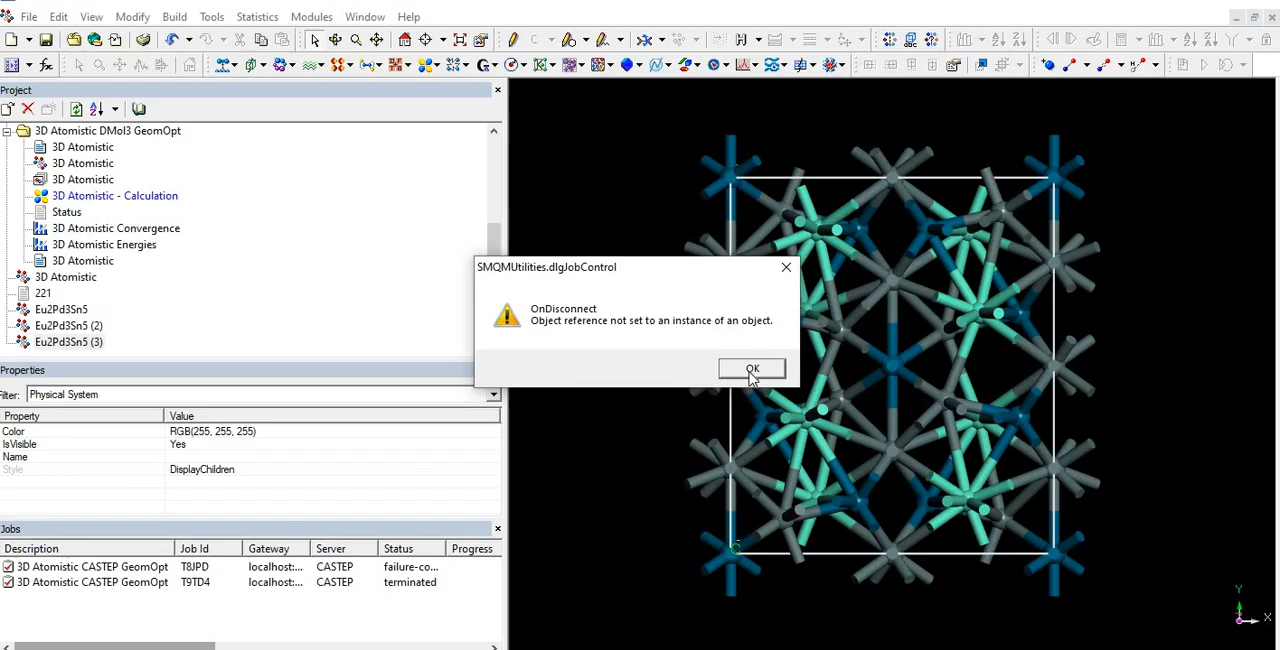 File Edit View Modify Build Tools Statistics Modules Window Help
Project
3D Atomistic DMol3 GeomOpt
3D Atomistic
3D Atomistic
3D Atomistic
3D Atomistic - Calculation
Status
3D Atomistic Convergence
3D Atomistic Energies
3D Atomistic
3D Atomistic
221
Eu2Pd3Sn5
Eu2Pd3Sn5 (2)
Eu2Pd3Sn5 (3)
SMQMUtilities.dlgJobControl
OnDisconnect
Object reference not set to an instance of an object.
OK
Properties
Filter: Physical System
Property Value
Color RGB(255, 255, 255)
IsVisible Yes
Name
Style DisplayChildren
Jobs
Description Job Id Gateway Server Status Progress
3D Atomistic CASTEP GeomOpt T8JPD localhost:... CASTEP failure-co...
3D Atomistic CASTEP GeomOpt T9TD4 localhost:... CASTEP terminated
Y
X